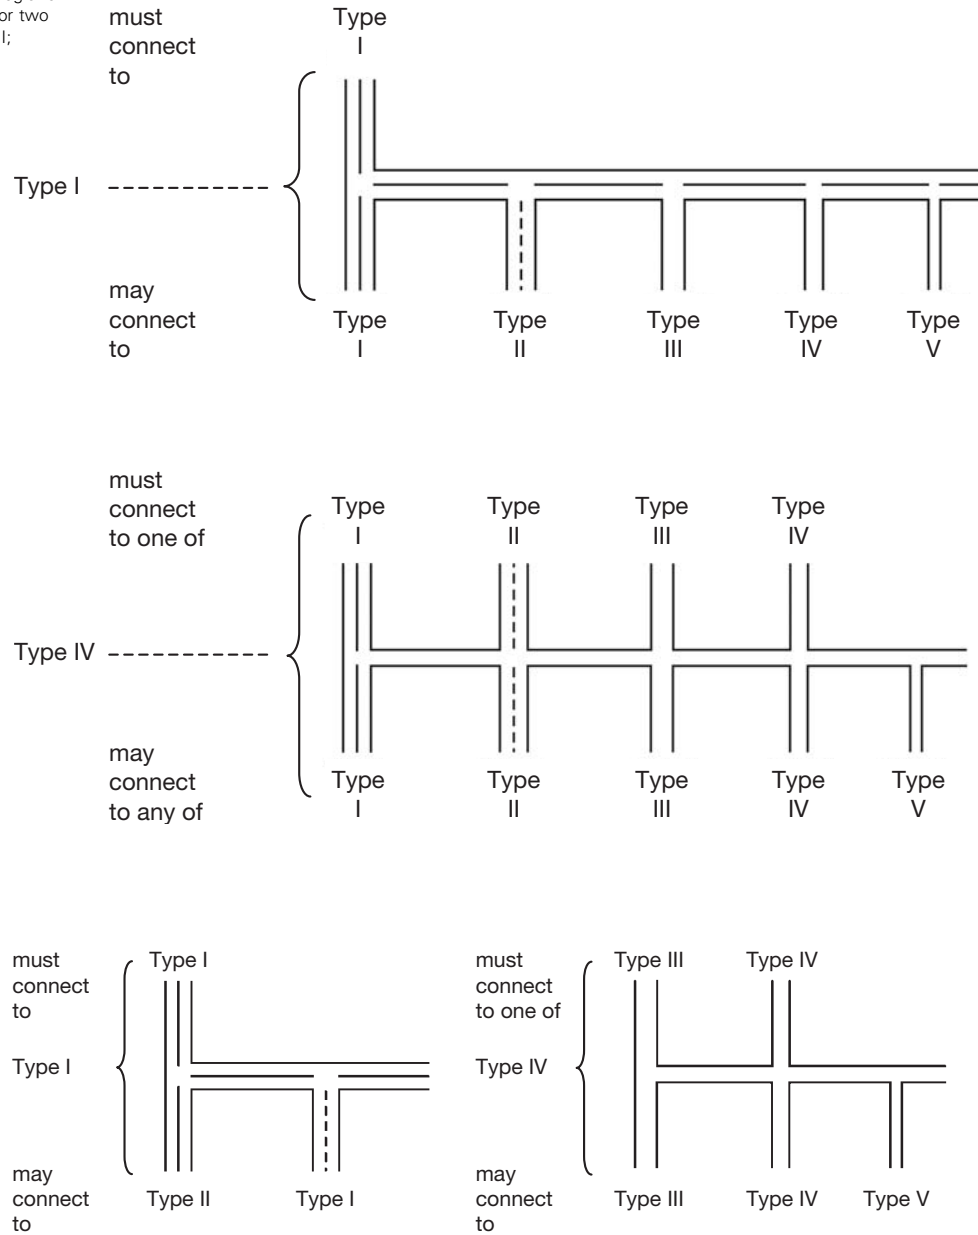 or two
I;
must
connect
to
Type
I
Type I
may
connect
to
Type
I
Type
II
Type
III
Type
IV
Type
V
must
connect
to one of
Type
I
Type
II
Type
III
Type
IV
Type IV
may
connect
to any of
Type
I
Type
II
Type
III
Type
IV
Type
V
must
connect
to
Type I
Type I
may
connect
to
Type II
Type I
must
connect
to one of
Type III
Type IV
Type IV
may
connect
to
Type III
Type IV
Type V